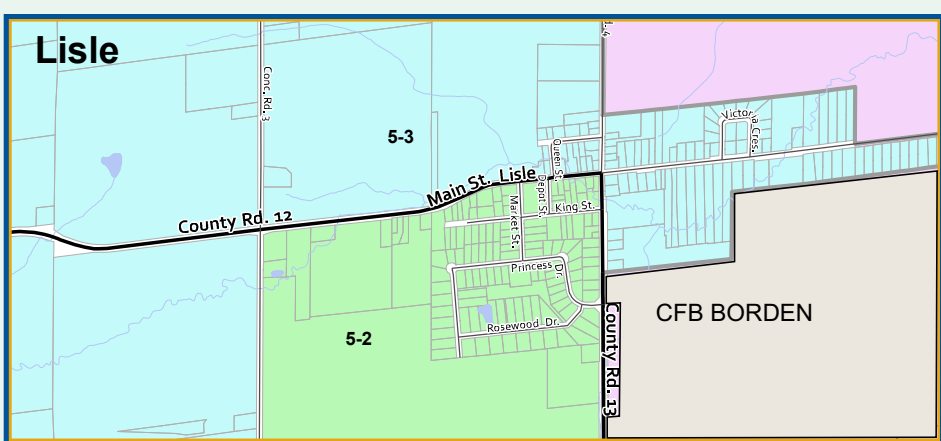 Lisle
Conc. Rd. 3
5-3
Victoria Cres.
Queen St.
Main St. Lisle
Depot St.
Market St.
King St.
County Rd. 12
Princess Dr.
CFB BORDEN
5-2
Rosewood Dr.
County Rd. 13